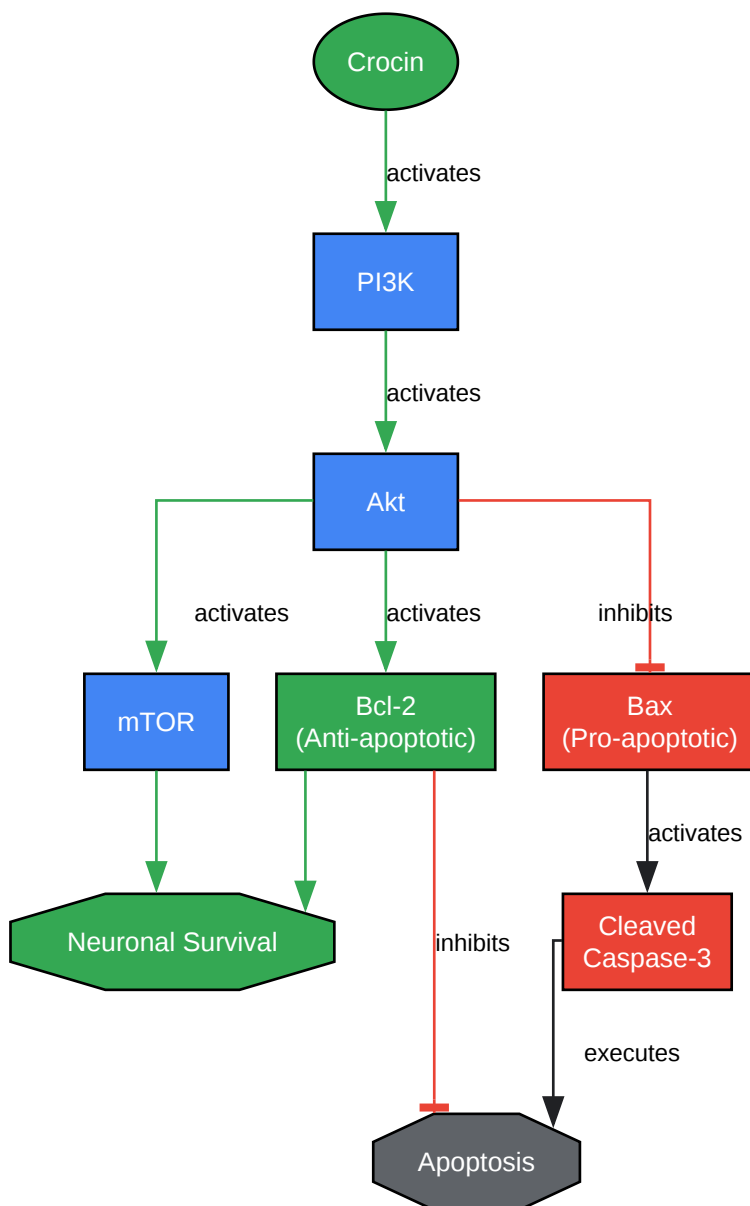 Crocin
activates
PI3K
activates
Akt
activates
activates
inhibits
mTOR
Bcl-2
(Anti-apoptotic)
Bax
(Pro-apoptotic)
activates
Neuronal Survival
inhibits
Cleaved
Caspase-3
executes
Apoptosis